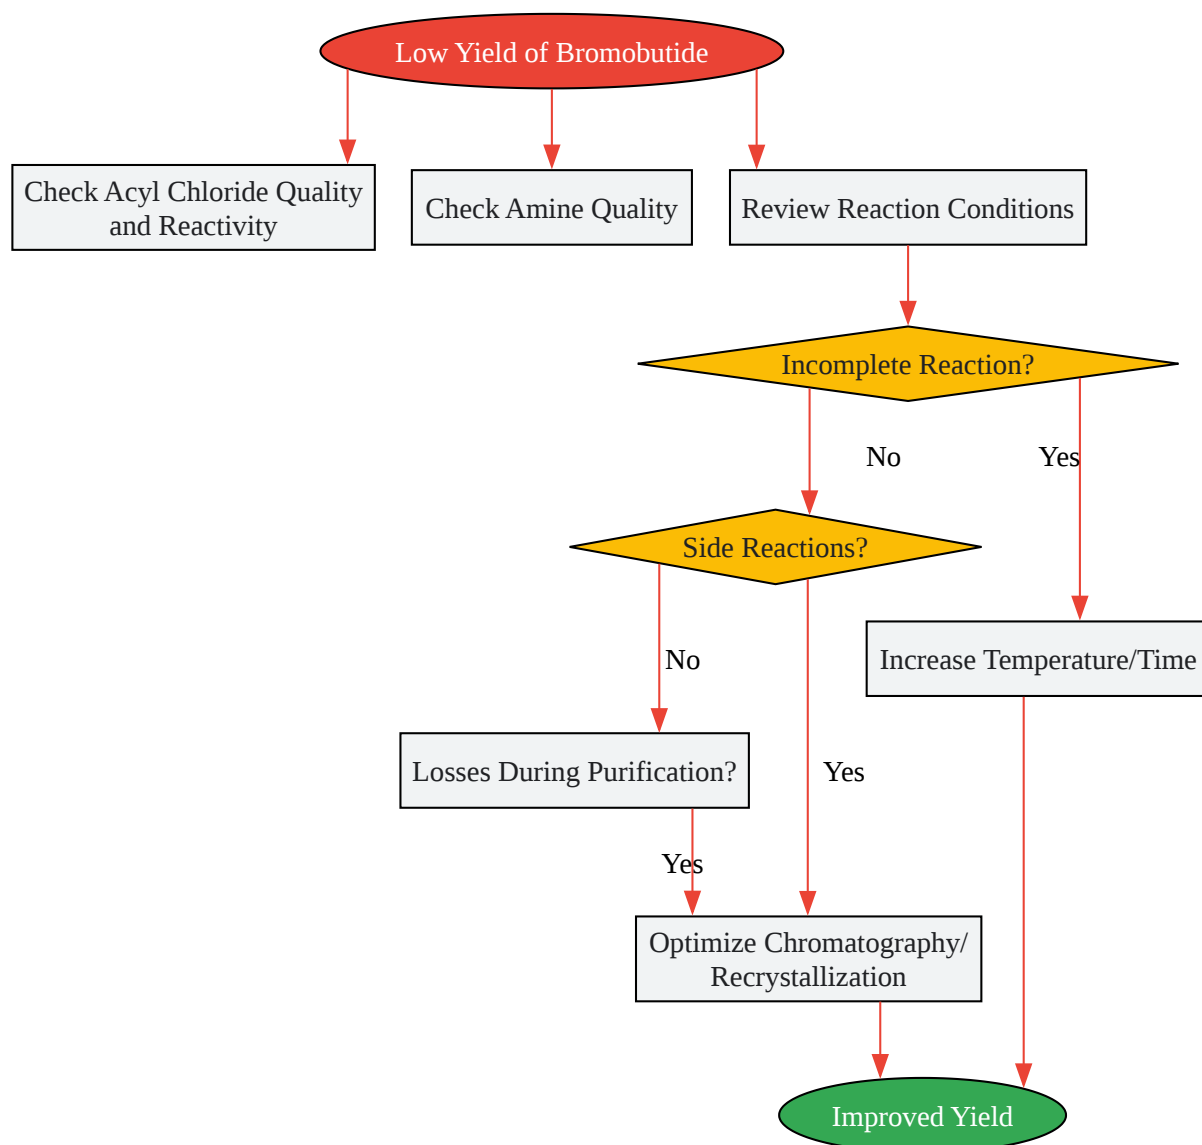 Low Yield of Bromobutide
Check Acyl Chloride Quality
and Reactivity
Check Amine Quality
Review Reaction Conditions
Incomplete Reaction?
No
Yes
Side Reactions?
No
Increase Temperature/Time
Losses During Purification?
Yes
Yes
Optimize Chromatography/
Recrystallization
Improved Yield